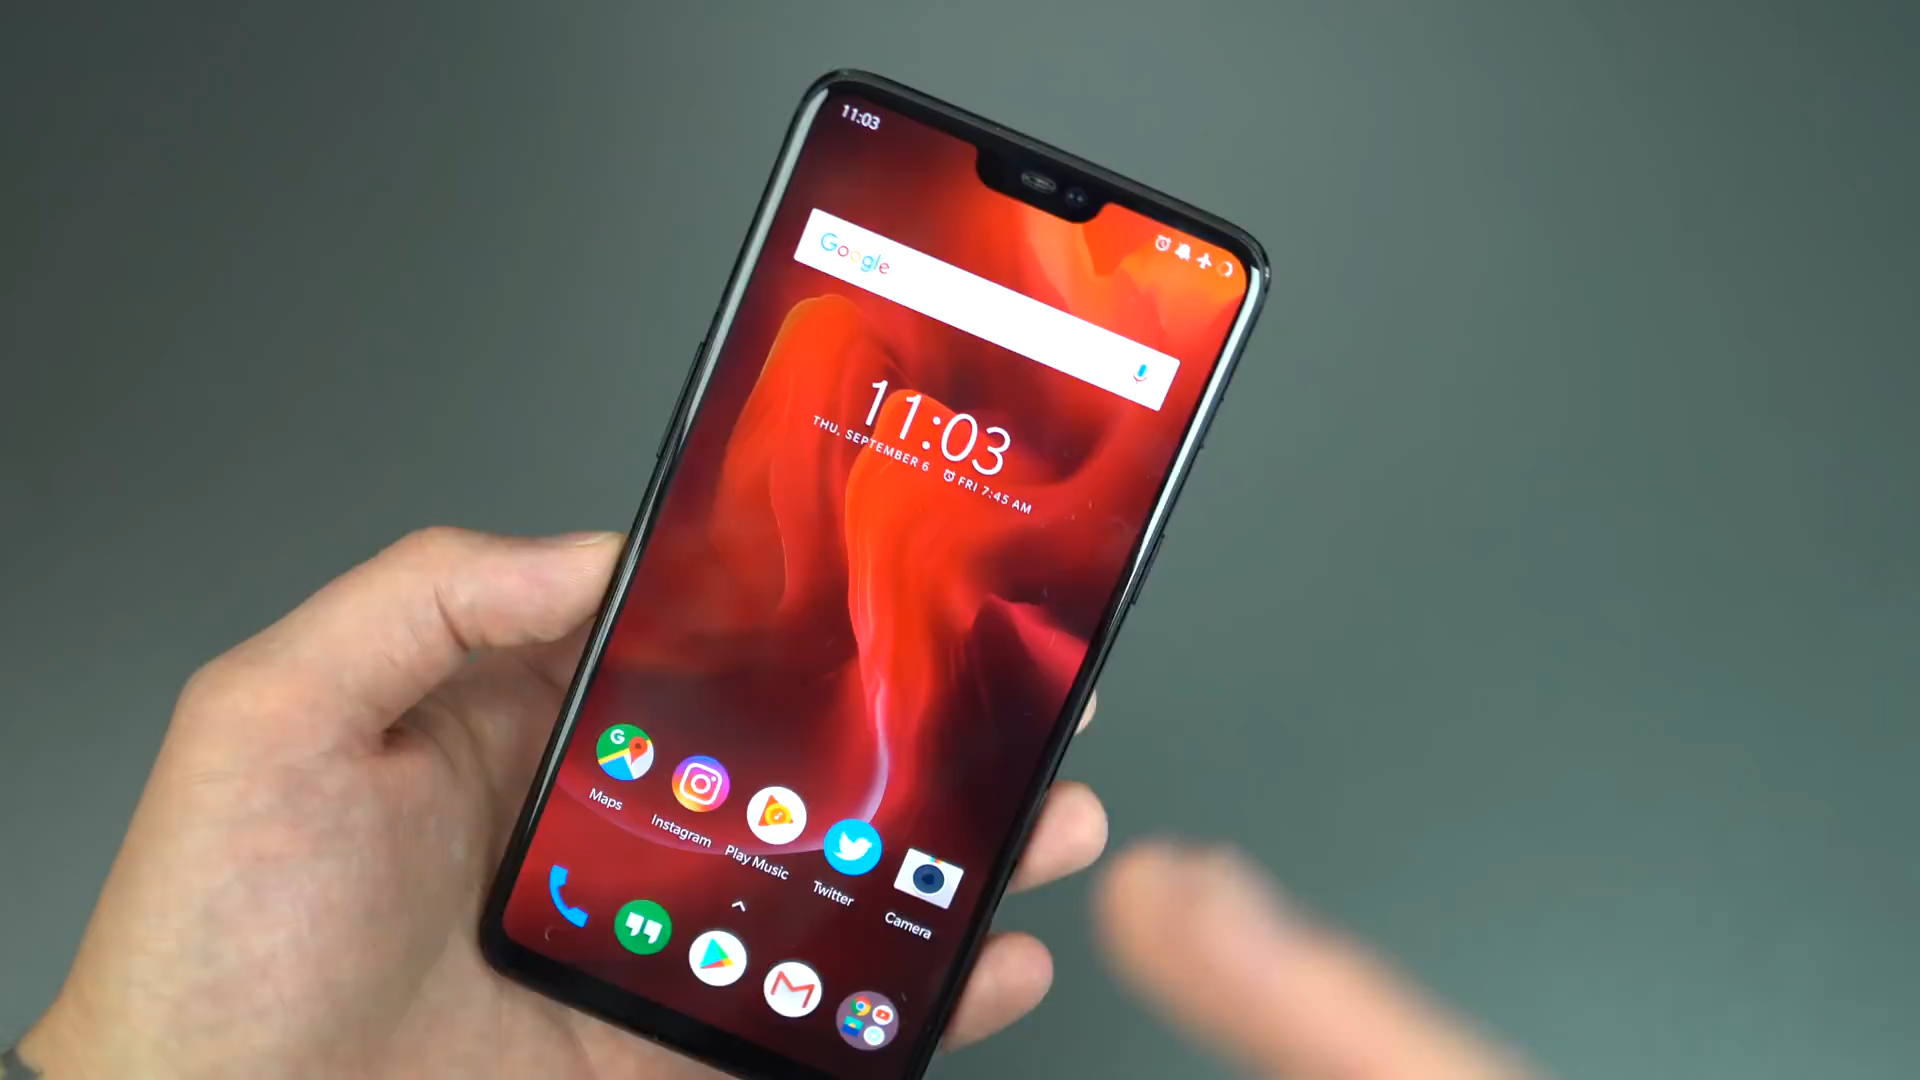 11:03
Google
11:03
THU, SEPTEMBER 6 FRI 7:45 AM
Maps
Instagram
Play Music
Twitter
Camera